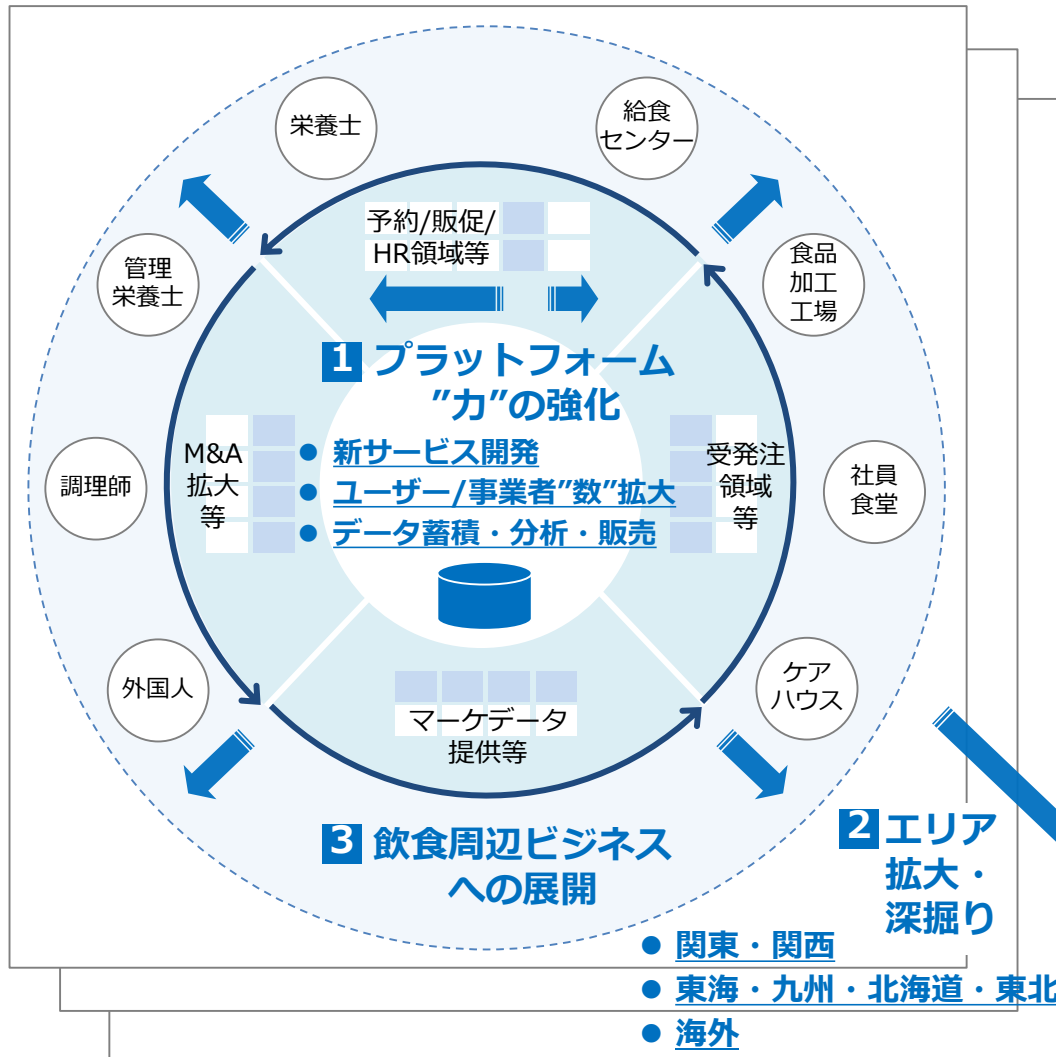 栄養士
給食
センター
予約/販促/
HR領域等
管理
栄養士
食品
加工
工場
1 プラットフォーム
”力”の強化
● 新サービス開発
● ユーザー/事業者”数”拡大
● データ蓄積・分析・販売
M&A
拡大
等
受発注
領域
等
調理師
社員
食堂
外国人
ケア
ハウス
マーケデータ
提供等
3 飲食周辺ビジネス
への展開
2 エリア
拡大・
深掘り
● 関東・関西
● 東海・九州・北海道・東北
● 海外